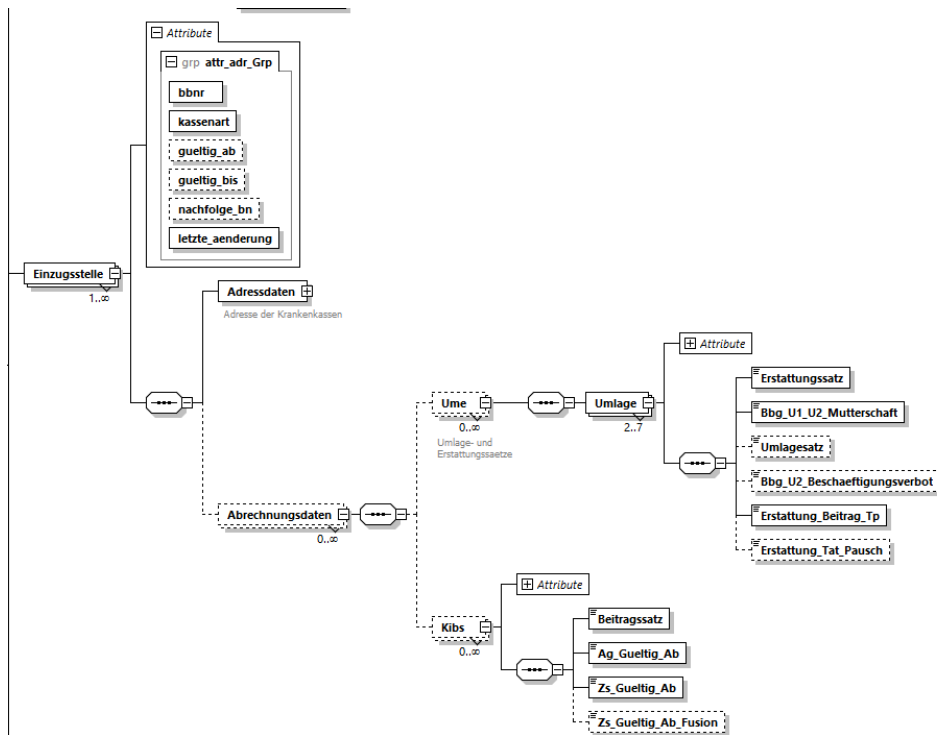 Attribute
grp attr_adr_Grp
bbnr
kassenart
gueltig_ab
gueltig_bis
nachfolge_bn
letzte_aenderung
Einzugsstelle
1..∞
Adressdaten
Adresse der Krankenkassen
Abrechnungsdaten
0..∞
Ume
0..∞
Umlage- und
Erstattungssaetze
Umlage
2..7
Attribute
Erstattungssatz
Bbg_U1_U2_Mutterschaft
Umlagesatz
Bbg_U2_Beschaeftigungsverbot
Erstattung_Beitrag_Tp
Erstattung_Tat_Pausch
Kibs
0..∞
Attribute
Beitragssatz
Ag_Gueltig_Ab
Zs_Gueltig_Ab
Zs_Gueltig_Ab_Fusion